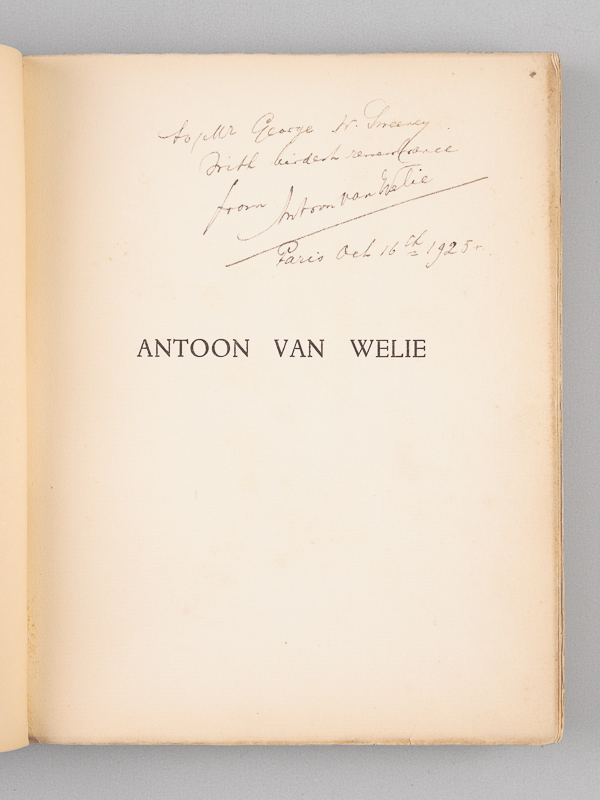 to Mr George W. Sweeney.
With kindest remembrance
from Antoon van Welie
Paris Oct 16th 1925.
ANTOON VAN WELIE